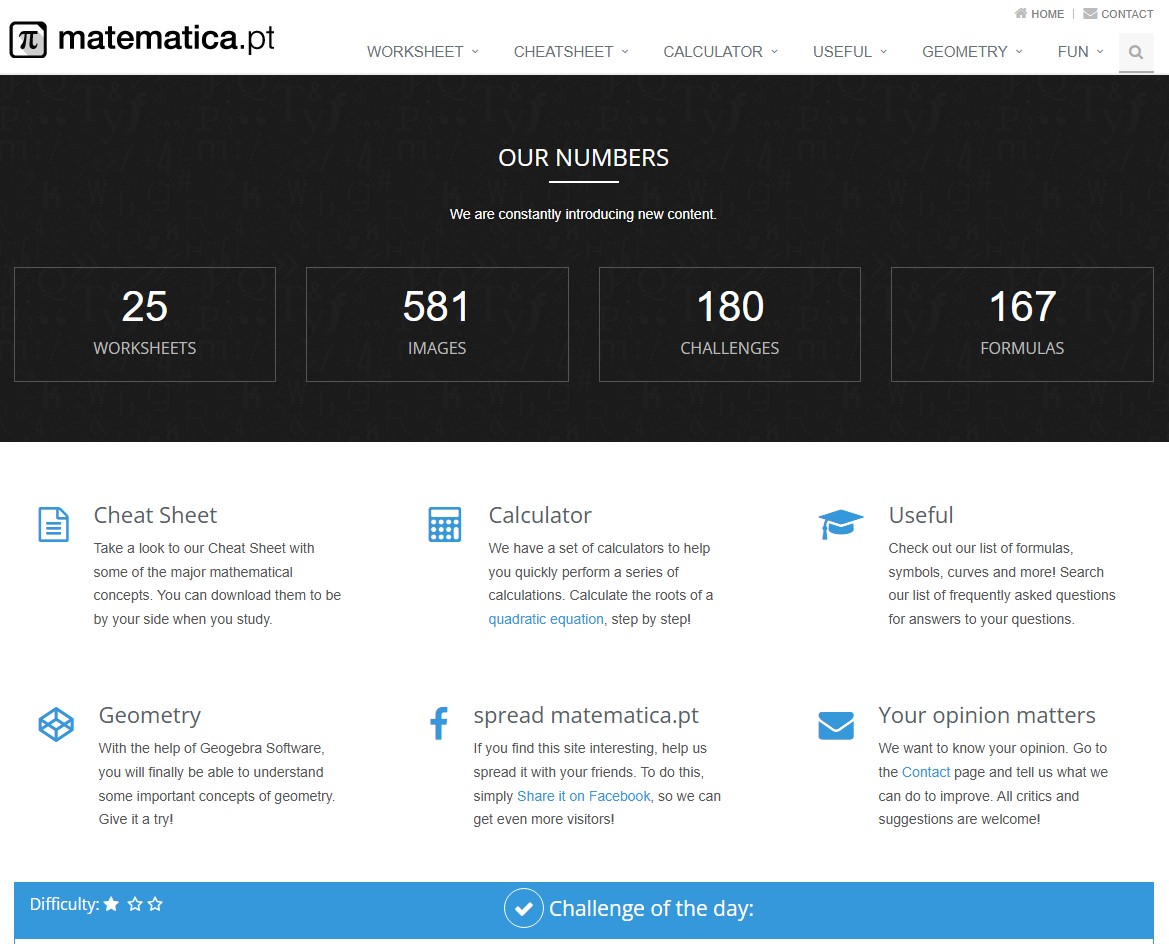 HOME | CONTACT
π matematica.pt
WORKSHEET CHEATSHEET CALCULATOR USEFUL GEOMETRY FUN
OUR NUMBERS
We are constantly introducing new content.
25
WORKSHEETS
581
IMAGES
180
CHALLENGES
167
FORMULAS
Cheat Sheet
Take a look to our Cheat Sheet with
some of the major mathematical
concepts. You can download them to be
by your side when you study.
Calculator
We have a set of calculators to help
you quickly perform a series of
calculations. Calculate the roots of a
quadratic equation, step by step!
Useful
Check out our list of formulas,
symbols, curves and more! Search
our list of frequently asked questions
for answers to your questions.
Geometry
With the help of Geogebra Software,
you will finally be able to understand
some important concepts of geometry.
Give it a try!
spread matematica.pt
If you find this site interesting, help us
spread it with your friends. To do this,
simply Share it on Facebook, so we can
get even more visitors!
Your opinion matters
We want to know your opinion. Go to
the Contact page and tell us what we
can do to improve. All critics and
suggestions are welcome!
Difficulty:
Challenge of the day: